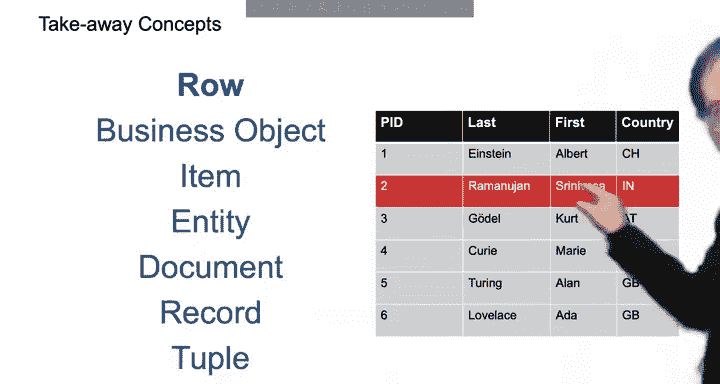 Take-away Concepts
Row
Business Object
Item
Entity
Document
Record
Tuple
PID Last First Country
1 Einstein Albert CH
2 Ramanujan IN
3 Gödel Kurt
4 Curie Marie
5 Turing Alan GB
6 Lovelace Ada GB